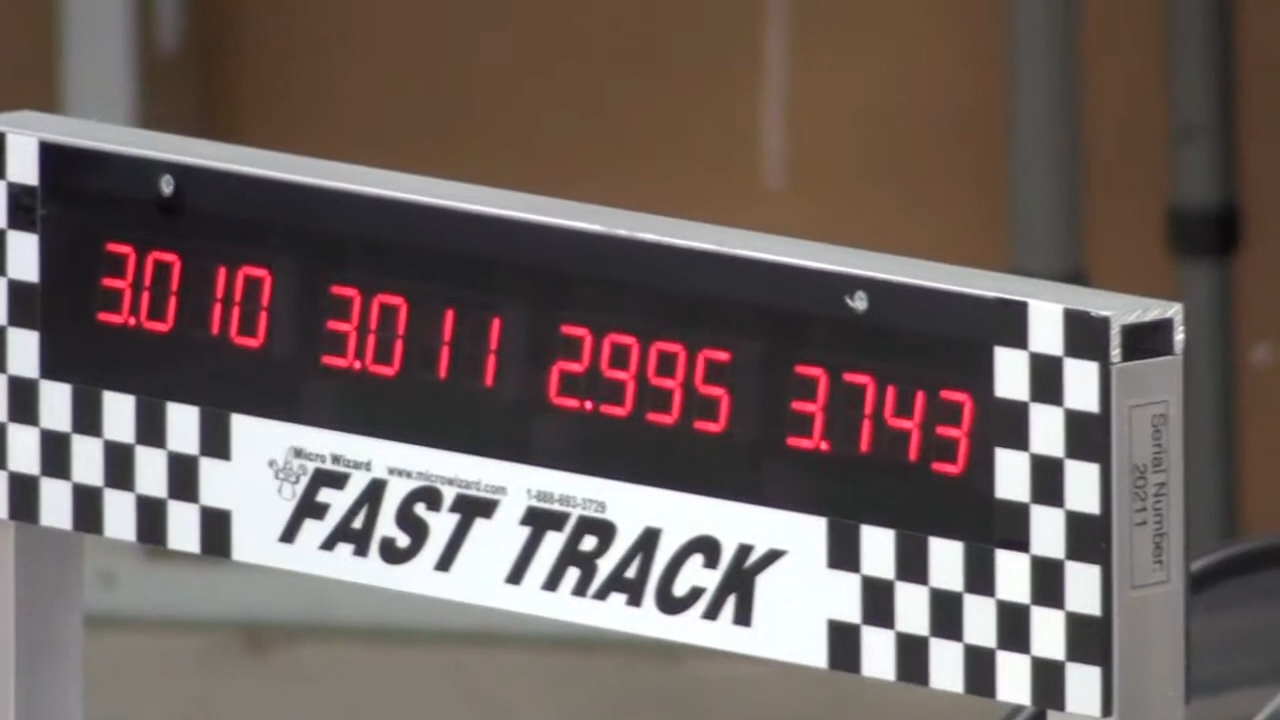 3.010 3.011 2.995 3.743
Micro Wizard www.microwizard.com 1-888-693-3729
FAST TRACK
Serial Number:
20211